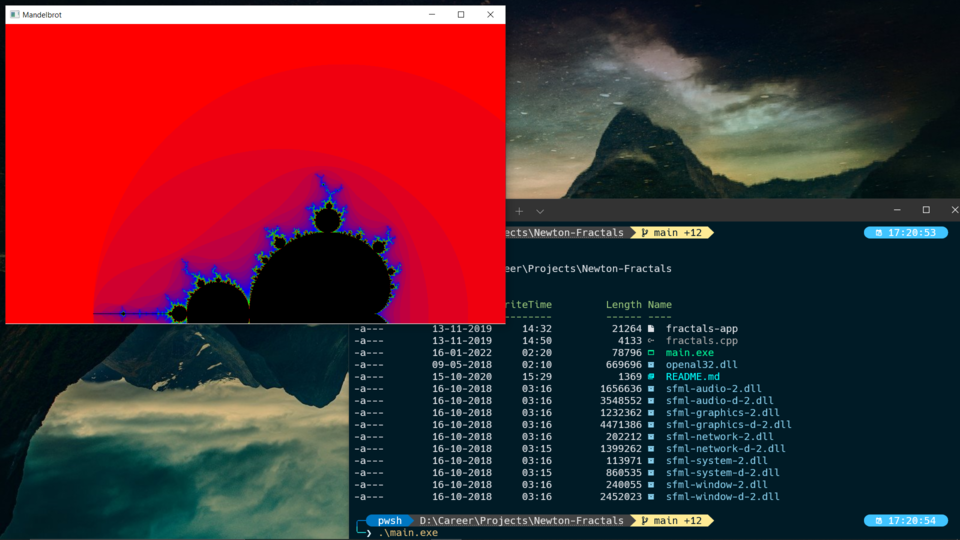 Mandelbrot
ects\Newton-Fractals main +12 17:20:53
eer\Projects\Newton-Fractals
riteTime Length Name
-------- ------ ----
-a--- 13-11-2019 14:32 21264 fractals-app
-a--- 13-11-2019 14:50 4133 fractals.cpp
-a--- 16-01-2022 02:20 78796 main.exe
-a--- 09-05-2018 02:10 669696 openal32.dll
-a--- 15-10-2020 15:29 1369 README.md
-a--- 16-10-2018 03:16 1656636 sfml-audio-2.dll
-a--- 16-10-2018 03:16 3548552 sfml-audio-d-2.dll
-a--- 16-10-2018 03:16 1232362 sfml-graphics-2.dll
-a--- 16-10-2018 03:16 4471386 sfml-graphics-d-2.dll
-a--- 16-10-2018 03:16 202212 sfml-network-2.dll
-a--- 16-10-2018 03:15 1399262 sfml-network-d-2.dll
-a--- 16-10-2018 03:16 113971 sfml-system-2.dll
-a--- 16-10-2018 03:15 860535 sfml-system-d-2.dll
-a--- 16-10-2018 03:16 240055 sfml-window-2.dll
-a--- 16-10-2018 03:16 2452023 sfml-window-d-2.dll
pwsh D:\Career\Projects\Newton-Fractals main +12 17:20:54
❯ .\main.exe